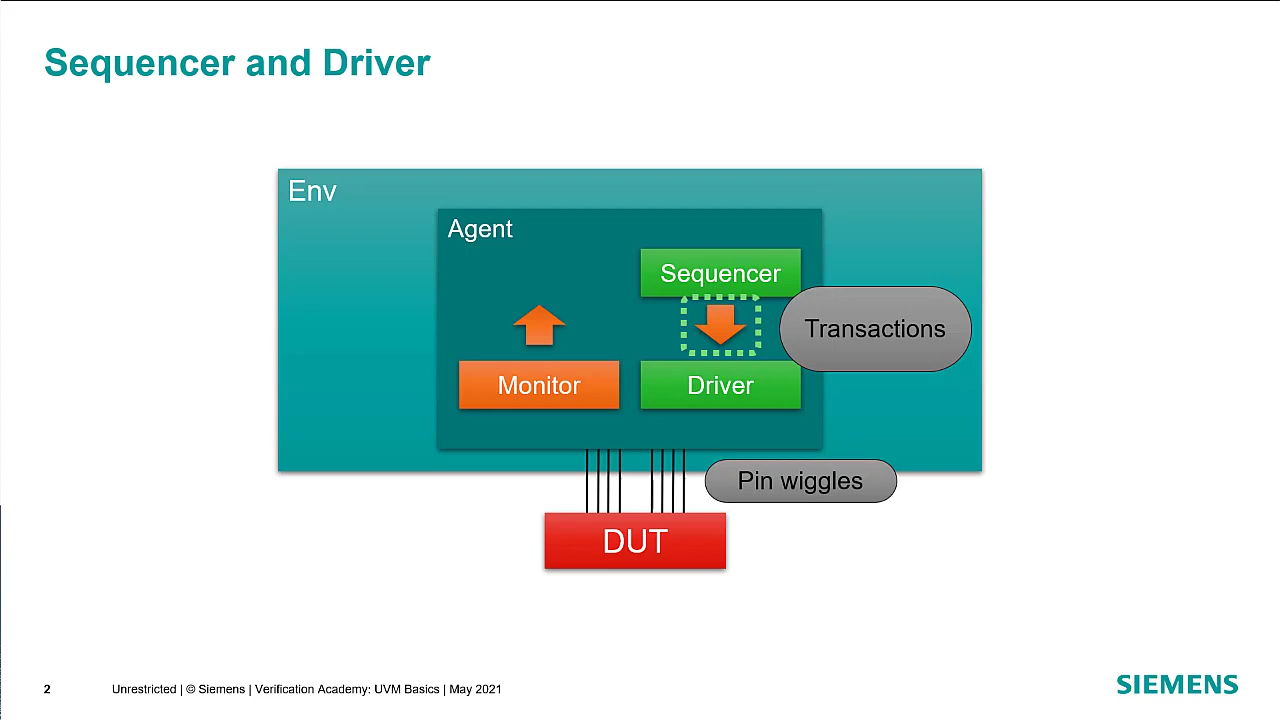 Sequencer and Driver
Env
Agent
Sequencer
Transactions
Monitor
Driver
Pin wiggles
DUT
2
Unrestricted | © Siemens | Verification Academy: UVM Basics | May 2021
SIEMENS